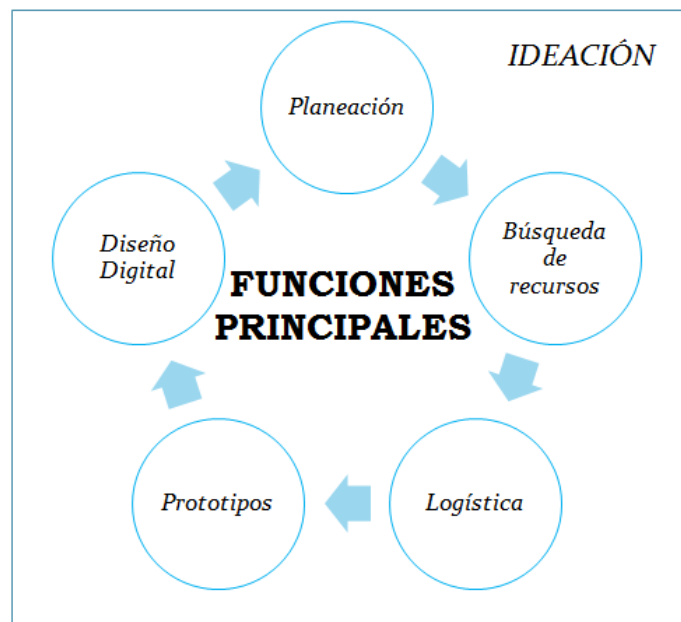 IDEACIÓN
Planeación
Búsqueda
de
recursos
Logística
Prototipos
Diseño
Digital
FUNCIONES
PRINCIPALES